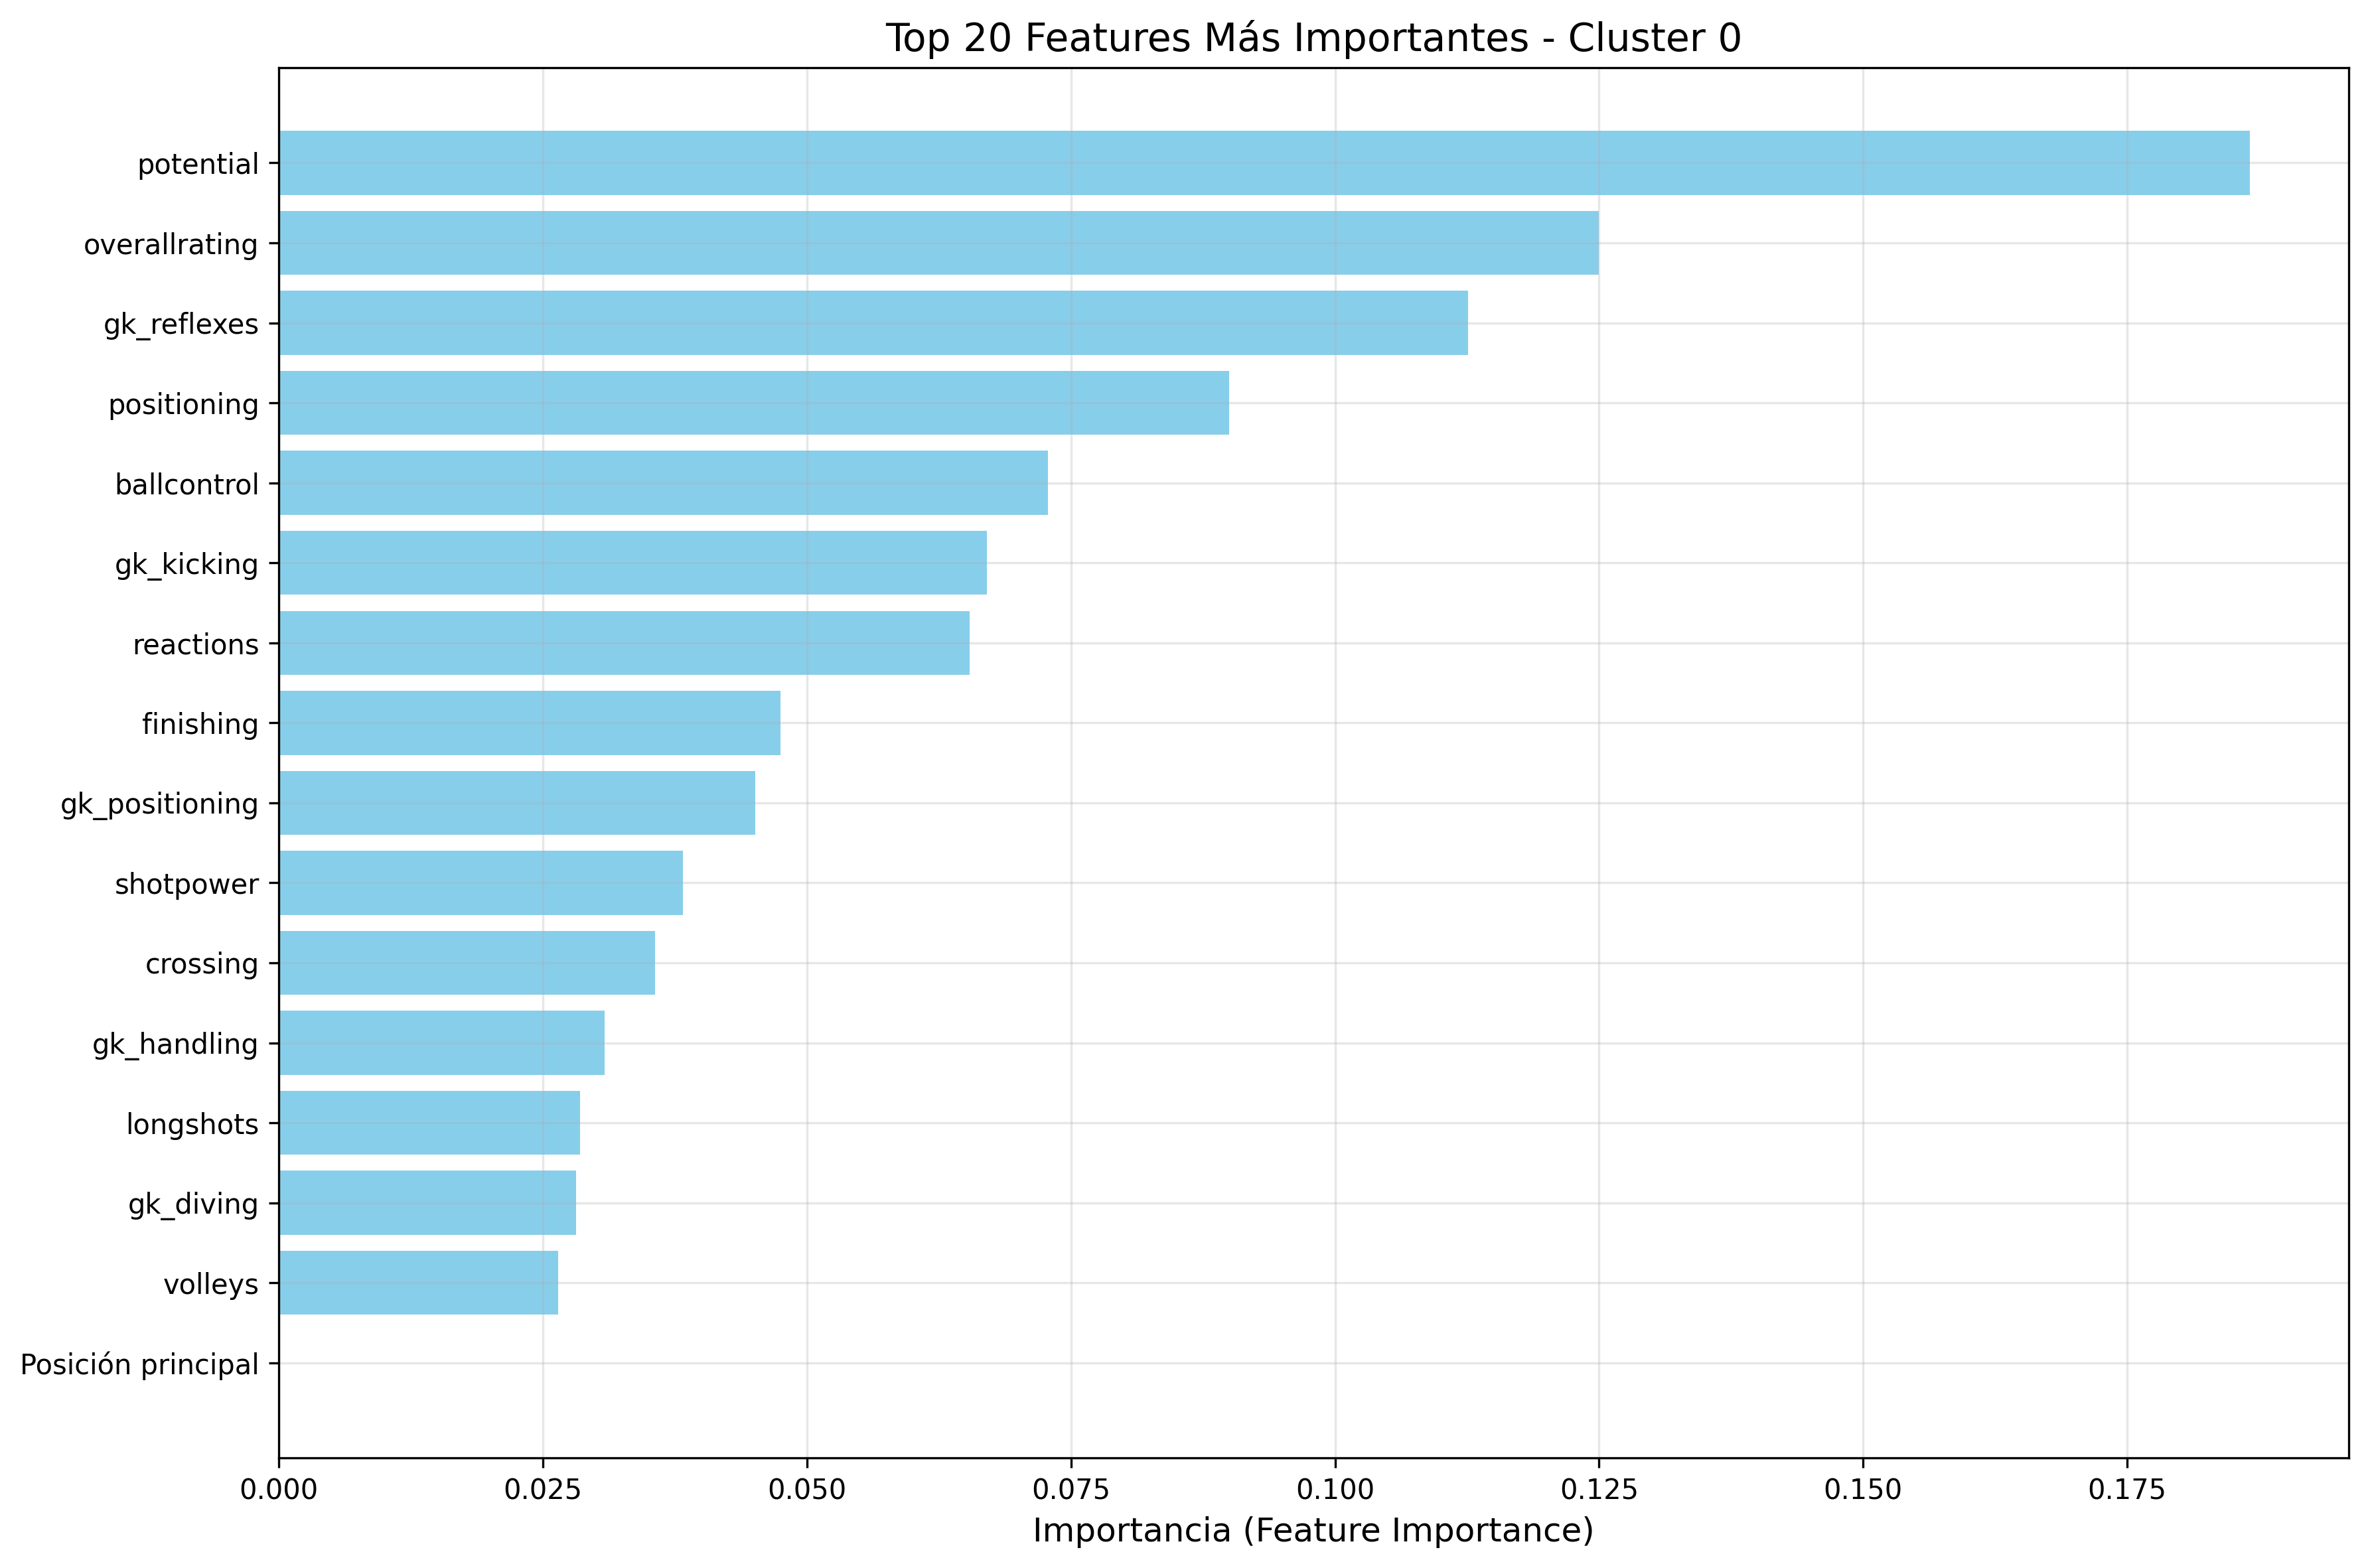 Top 20 Features Más Importantes - Cluster 0
potential
overallrating
gk_reflexes
positioning
ballcontrol
gk_kicking
reactions
finishing
gk_positioning
shotpower
crossing
gk_handling
longshots
gk_diving
volleys
Posición principal
0.000 0.025 0.050 0.075 0.100 0.125 0.150 0.175
Importancia (Feature Importance)